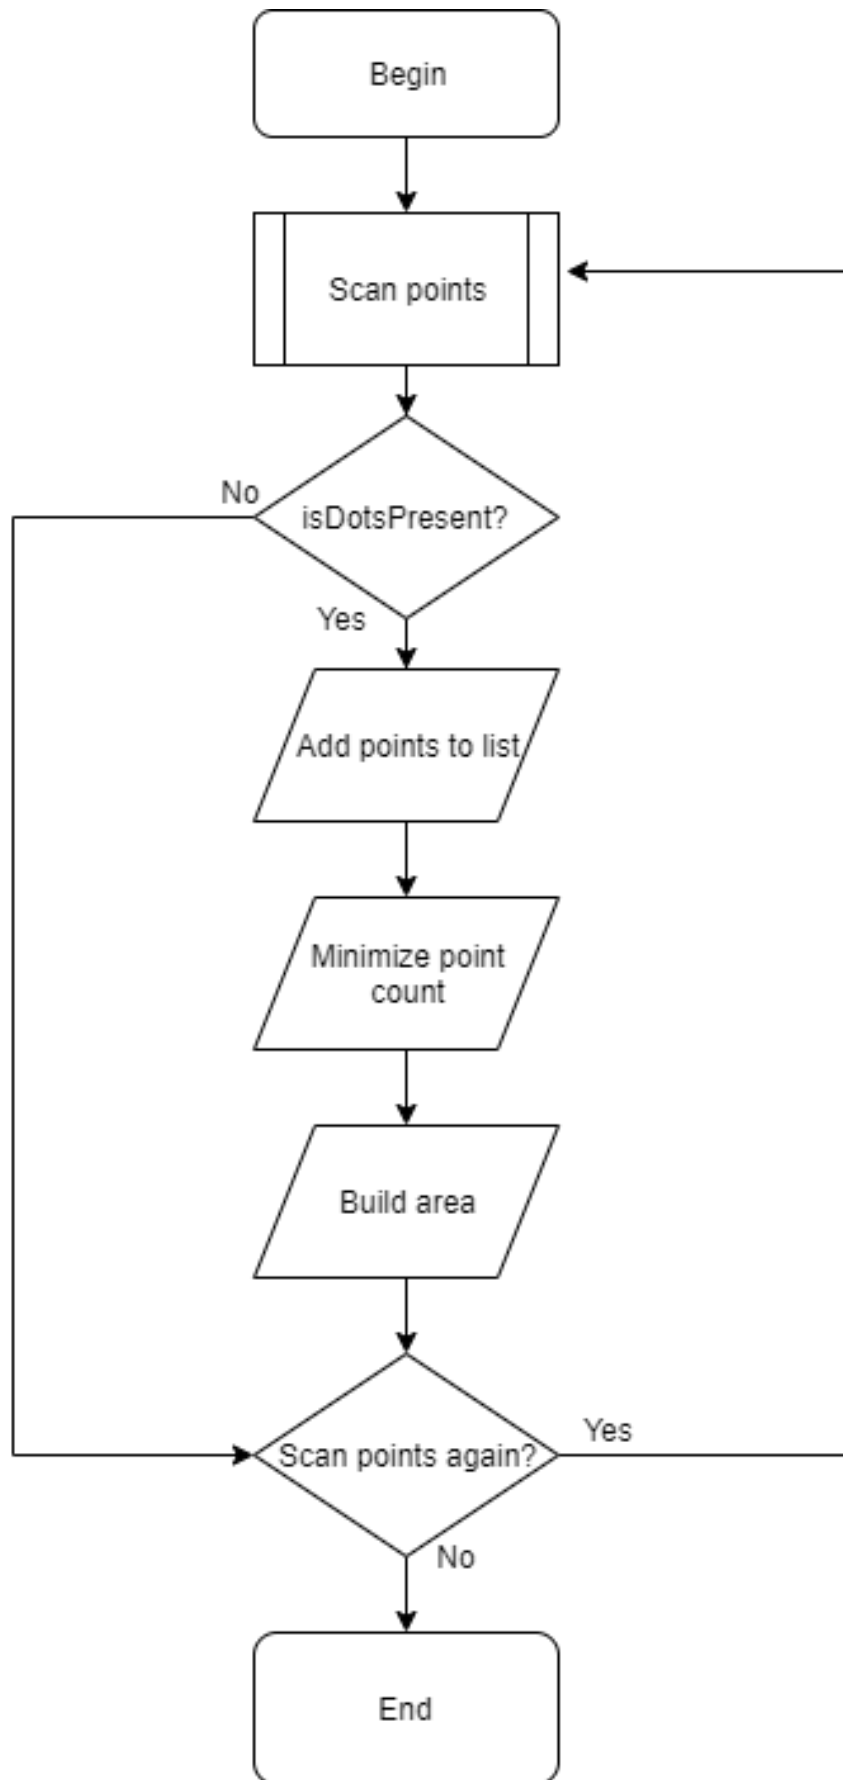 Begin
Scan points
No
isDotsPresent?
Yes
Add points to list
Minimize point
count
Build area
Yes
Scan points again?
No
End